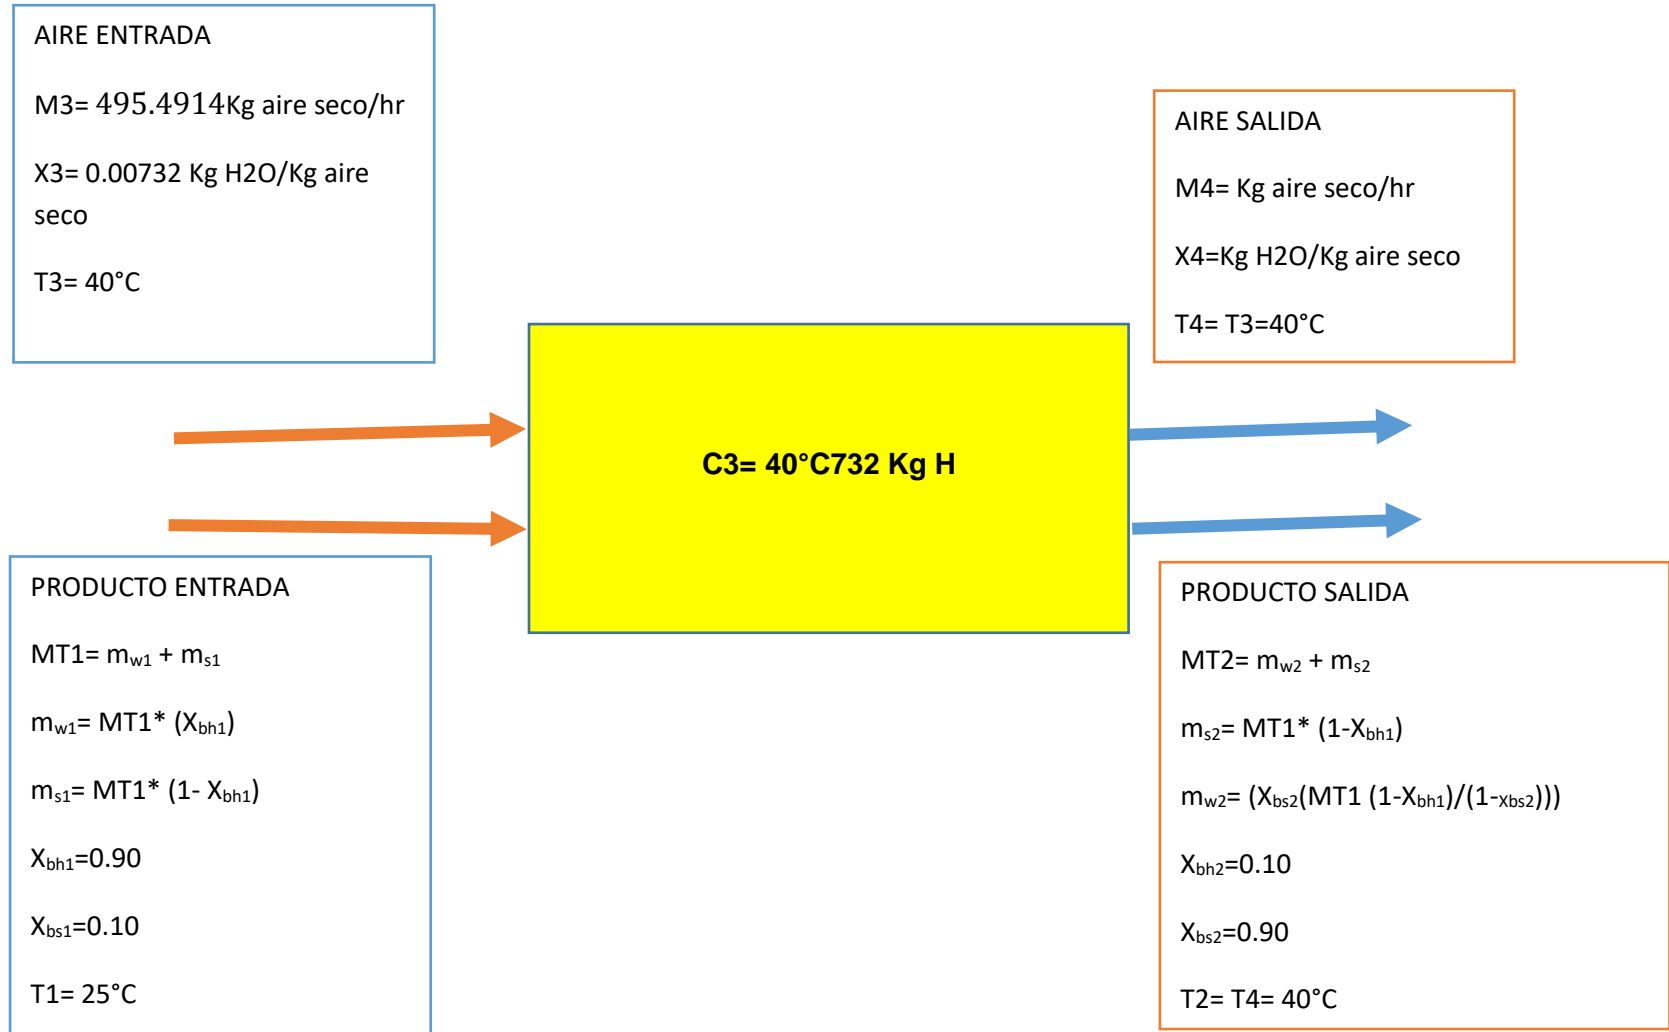 AIRE ENTRADA
M3= 495.4914Kg aire seco/hr
X3= 0.00732 Kg H2O/Kg aire
seco
T3= 40°C
AIRE SALIDA
M4= Kg aire seco/hr
X4=Kg H2O/Kg aire seco
T4= T3=40°C
C3= 40°C732 Kg H
PRODUCTO ENTRADA
MT1= mw1 + ms1
mw1= MT1* (Xbh1)
ms1= MT1* (1- Xbh1)
Xbh1=0.90
Xbs1=0.10
T1= 25°C
PRODUCTO SALIDA
MT2= mw2 + ms2
ms2= MT1* (1-Xbh1)
mw2= (Xbs2(MT1 (1-Xbh1)/(1-Xbs2)))
Xbh2=0.10
Xbs2=0.90
T2= T4= 40°C